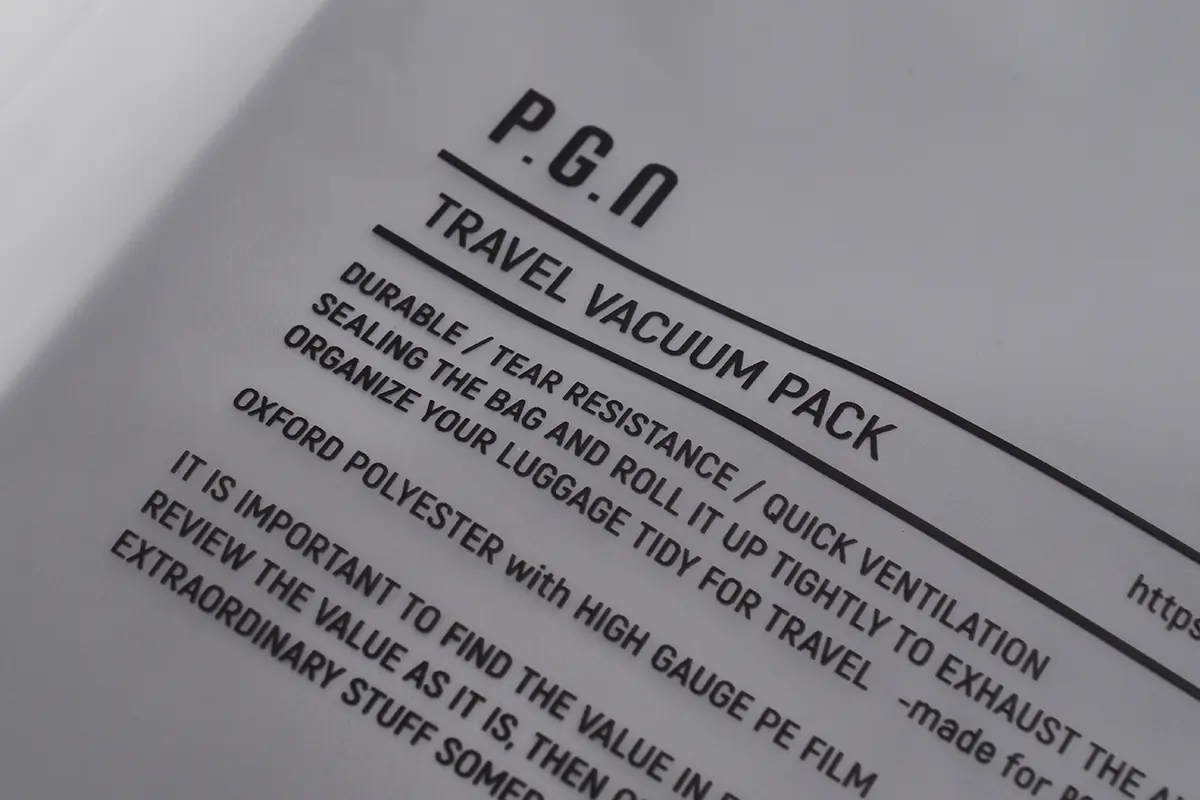 P.G.N
TRAVEL VACUUM PACK
https
DURABLE / TEAR RESISTANCE / QUICK VENTILATION
SEALING THE BAG AND ROLL IT UP TIGHTLY TO EXHAUST THE
ORGANIZE YOUR LUGGAGE TIDY FOR TRAVEL -made for
OXFORD POLYESTER with HIGH GAUGE PE FILM
IT IS IMPORTANT TO FIND THE VALUE IN
REVIEW THE VALUE AS IT IS, THEN
EXTRAORDINARY STUFF